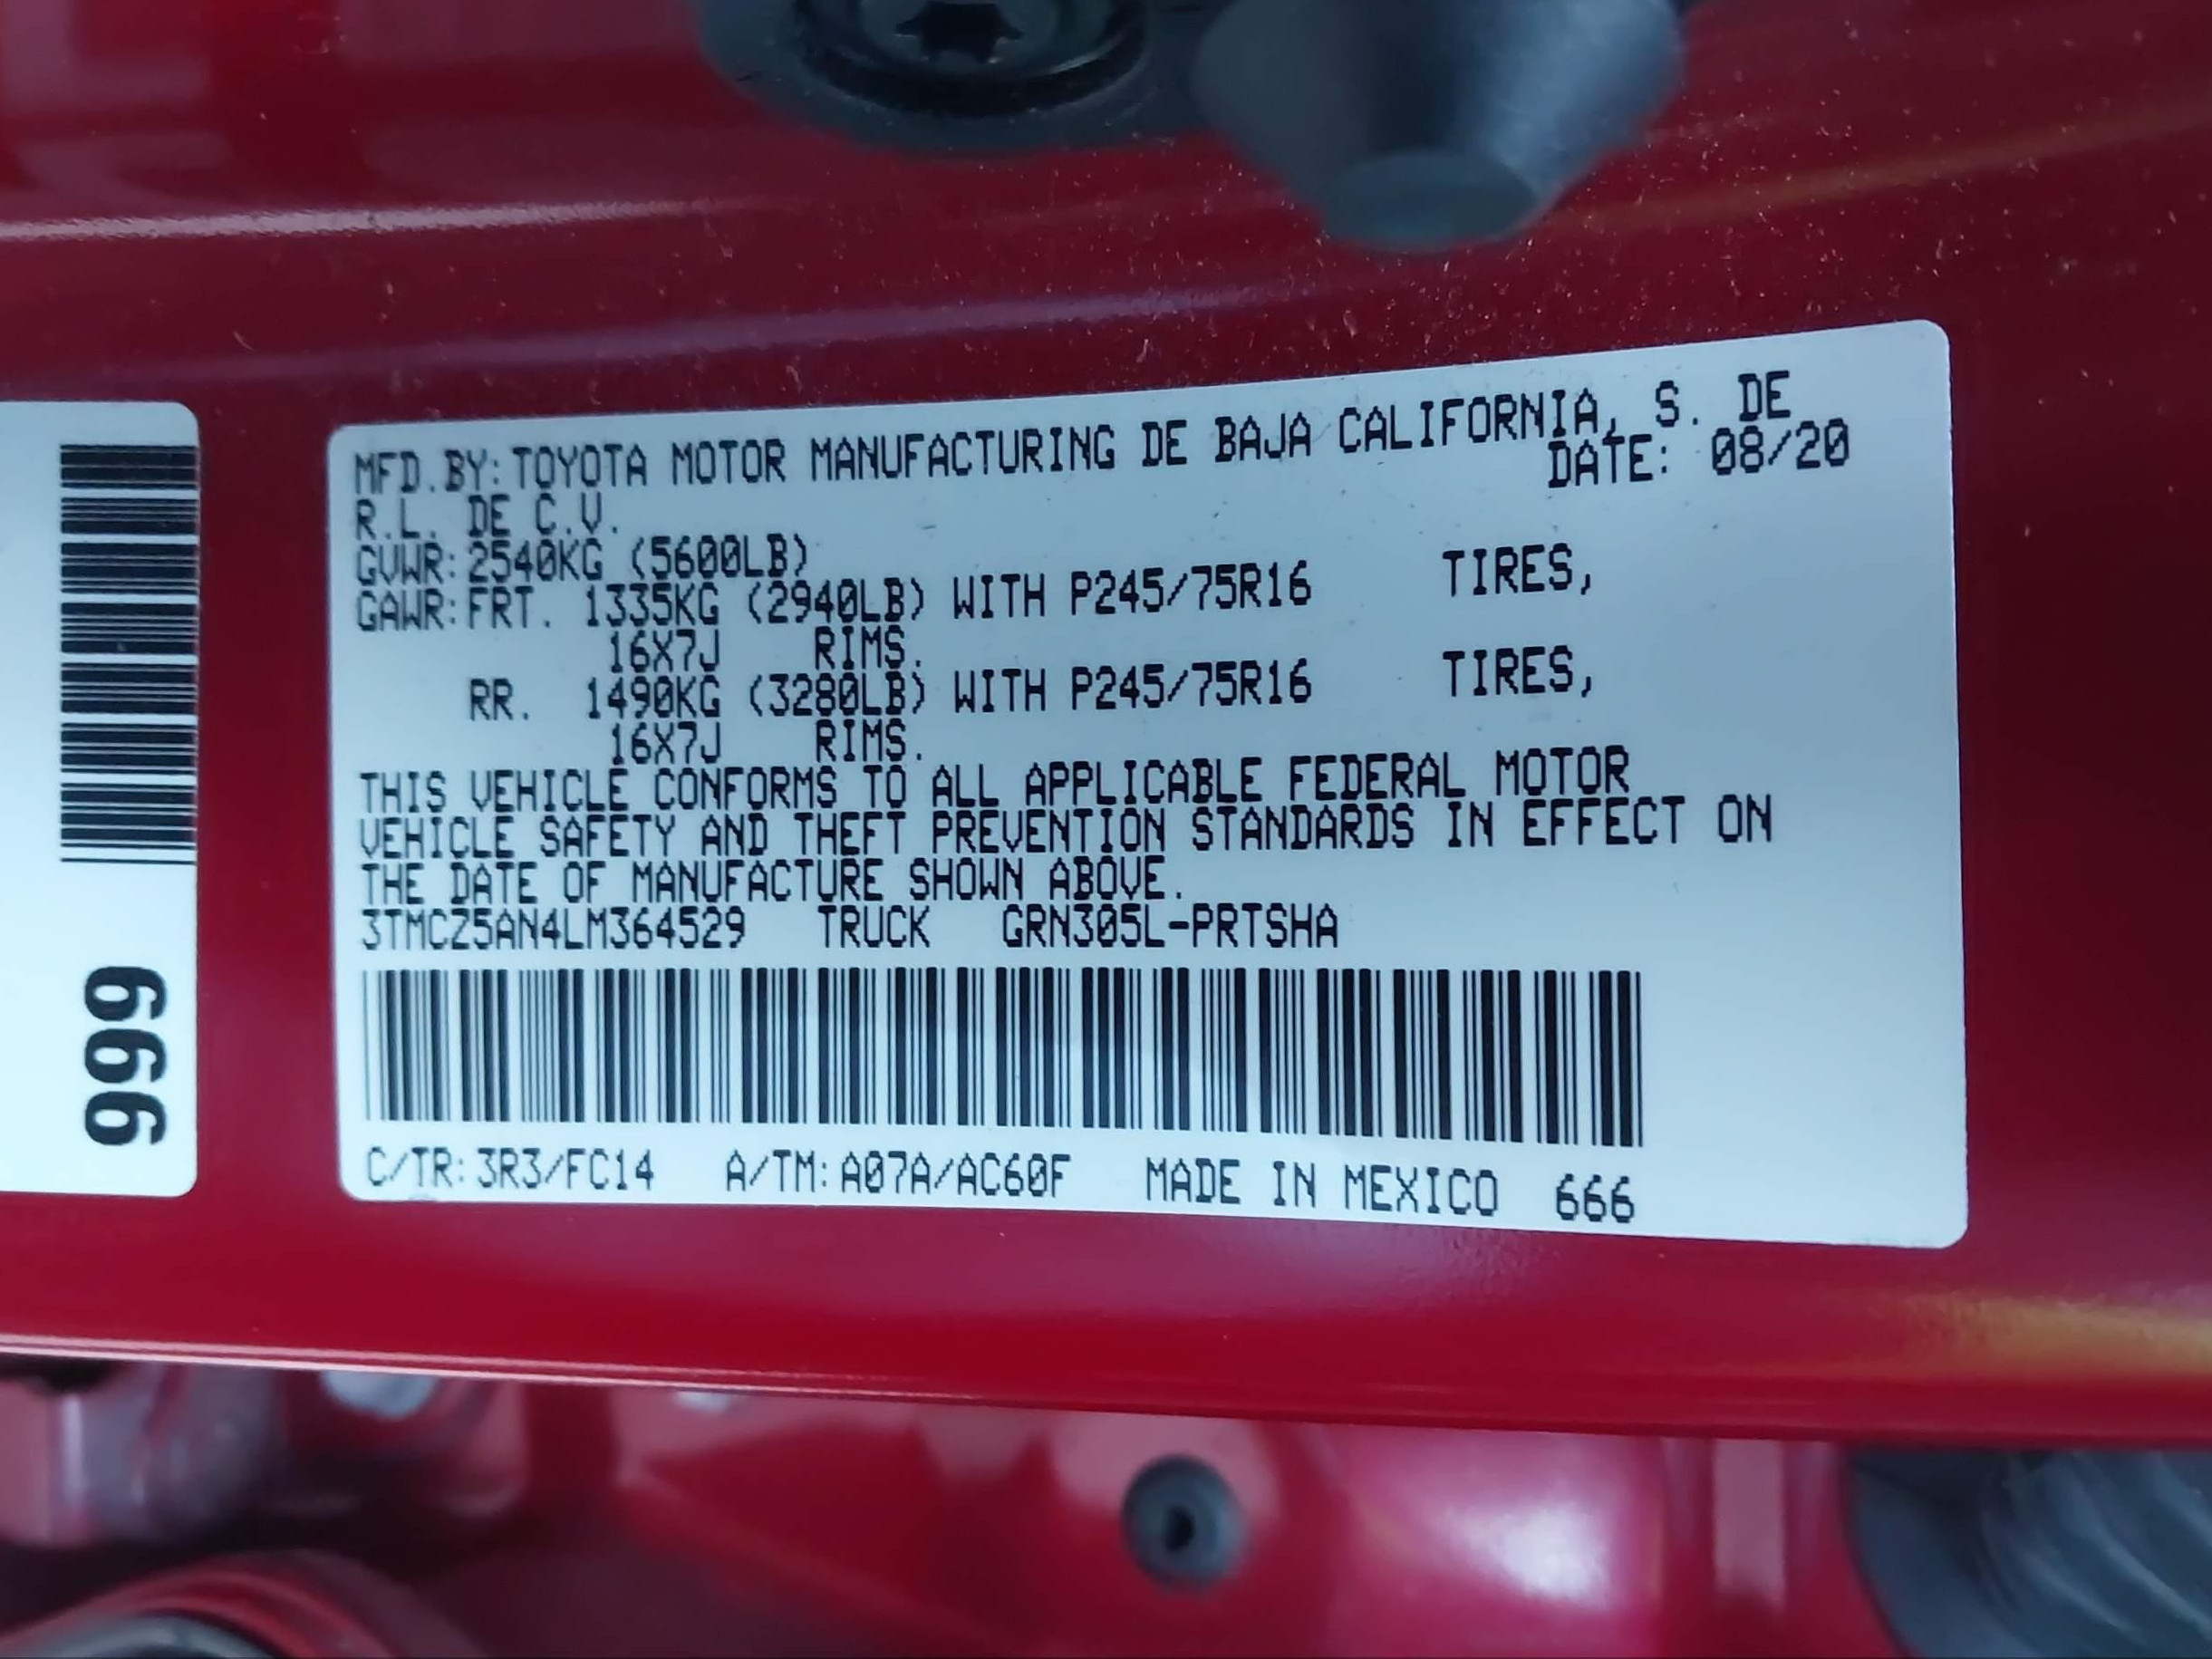 MFD.BY:TOYOTA MOTOR MANUFACTURING DE BAJA CALIFORNIA, S. DE
R.L. DE C.V. DATE: 08/20
GVWR:2540KG (5600LB)
GAWR:FRT. 1335KG (2940LB) WITH P245/75R16 TIRES,
16X7J RIMS.
RR. 1490KG (3280LB) WITH P245/75R16 TIRES,
16X7J RIMS.
THIS VEHICLE CONFORMS TO ALL APPLICABLE FEDERAL MOTOR
VEHICLE SAFETY AND THEFT PREVENTION STANDARDS IN EFFECT ON
THE DATE OF MANUFACTURE SHOWN ABOVE.
3TMCZ5AN4LM364529 TRUCK GRN305L-PRTSHA
C/TR:3R3/FC14 A/TM:A07A/AC60F MADE IN MEXICO 666
666